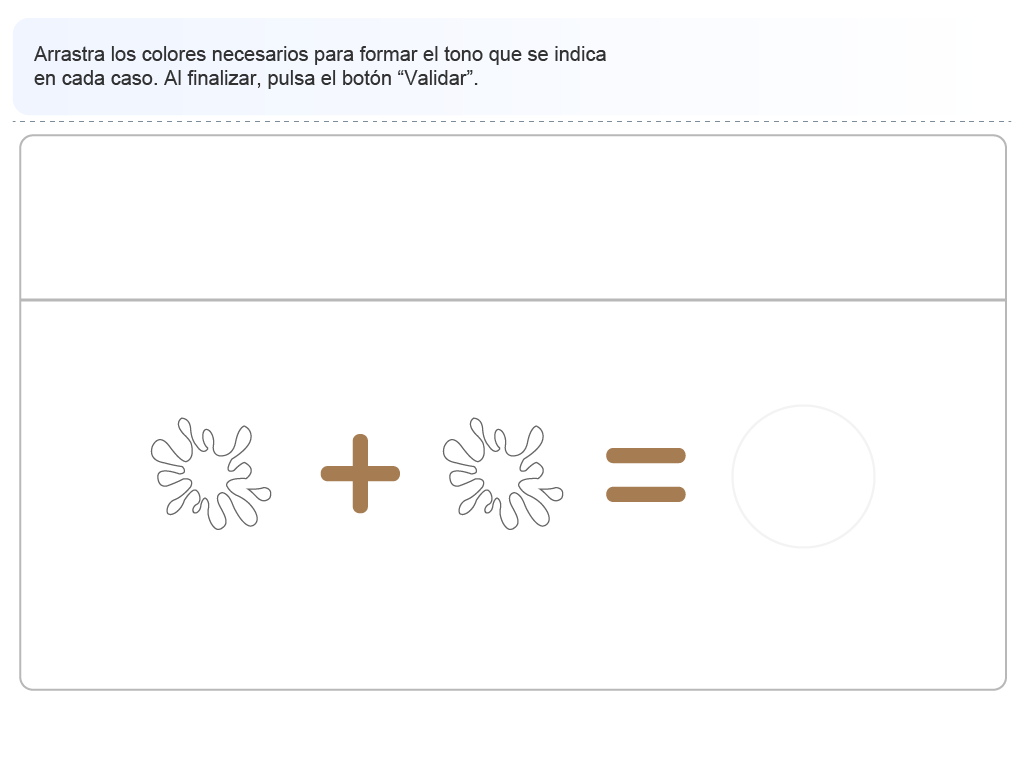 Arrastra los colores necesarios para formar el tono que se indica
en cada caso. Al finalizar, pulsa el botón “Validar”.